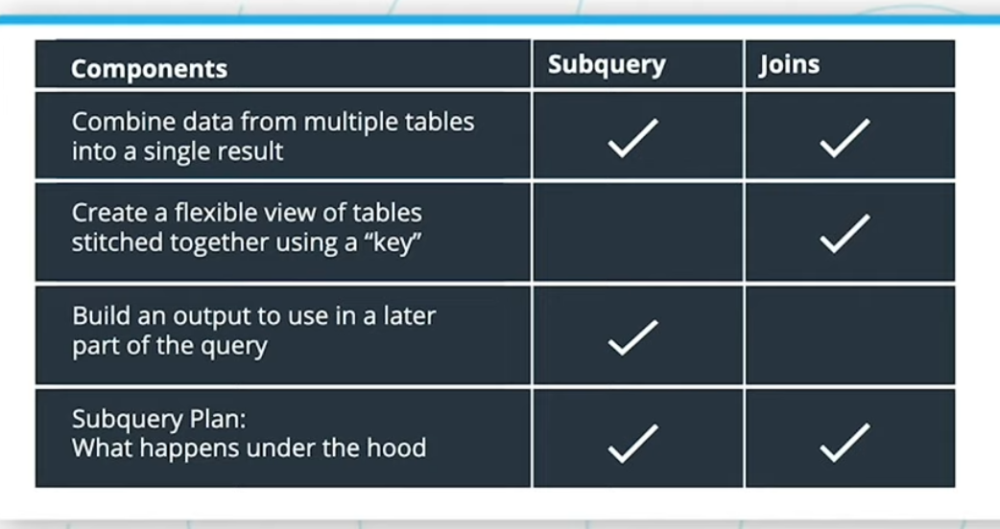 Components
Subquery
Joins
Combine data from multiple tables
into a single result
Create a flexible view of tables
stitched together using a “key”
Build an output to use in a later
part of the query
Subquery Plan:
What happens under the hood